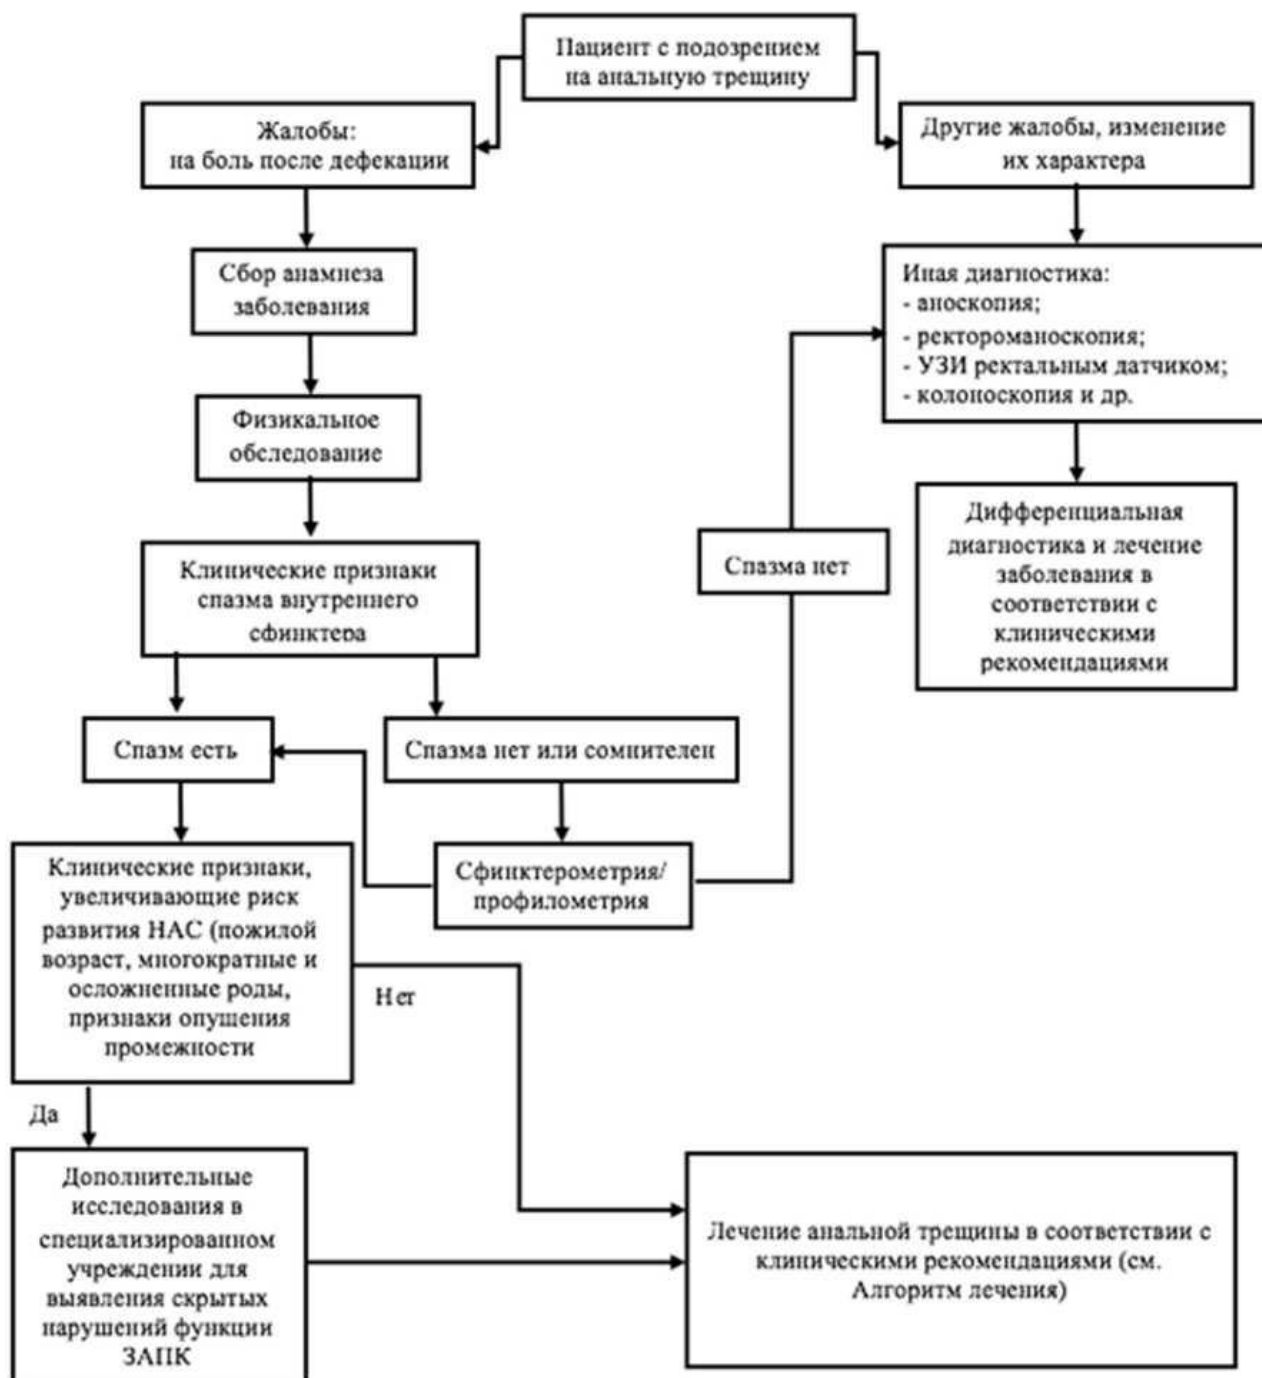 Пациент с подозрением
на анальную трещину
Жалобы:
на боль после дефекации
Другие жалобы, изменение
их характера
Сбор анамнеза
заболевания
Иная диагностика:
- аноскопия;
- ректороманоскопия;
- УЗИ ректальным датчиком;
- колоноскопия и др.
Физикальное
обследование
Дифференциальная
диагностика и лечение
заболевания в
соответствии с
клиническими
рекомендациями
Клинические признаки
спазма внутреннего
сфинктера
Спазма нет
Спазм есть
Спазма нет или сомнителен
Сфинктерометрия/
профилометрия
Клинические признаки,
увеличивающие риск
развития НАС (пожилой
возраст, многократные и
осложненные роды,
признаки опущения
промежности
Нет
Да
Дополнительные
исследования в
специализированном
учреждении для
выявления скрытых
нарушений функции
ЗАПК
Лечение анальной трещины в соответствии с
клиническими рекомендациями (см.
Алгоритм лечения)